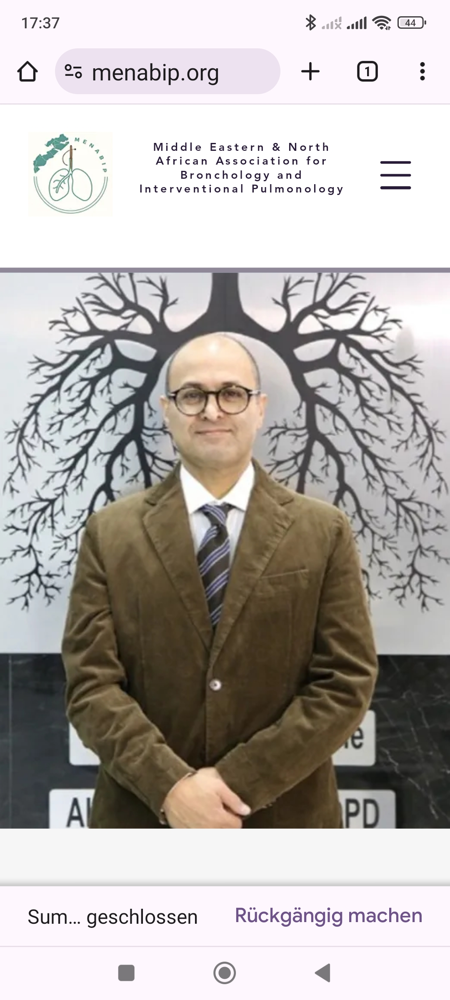 17:37
44
menabip.org
1
MENABIP
Middle Eastern & North
African Association for
Bronchology and
Interventional Pulmonology
PD
Sum... geschlossen
Rückgängig machen